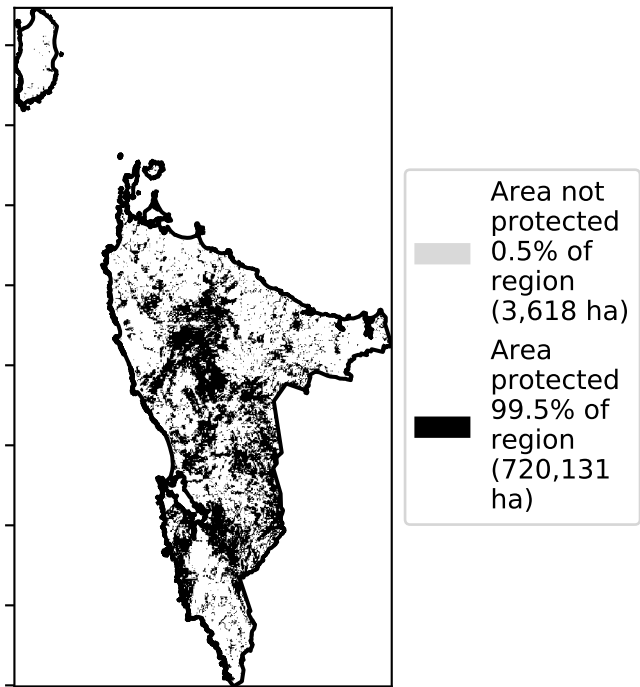 Area not
protected
0.5% of
region
(3,618 ha)
Area
protected
99.5% of
region
(720,131
ha)